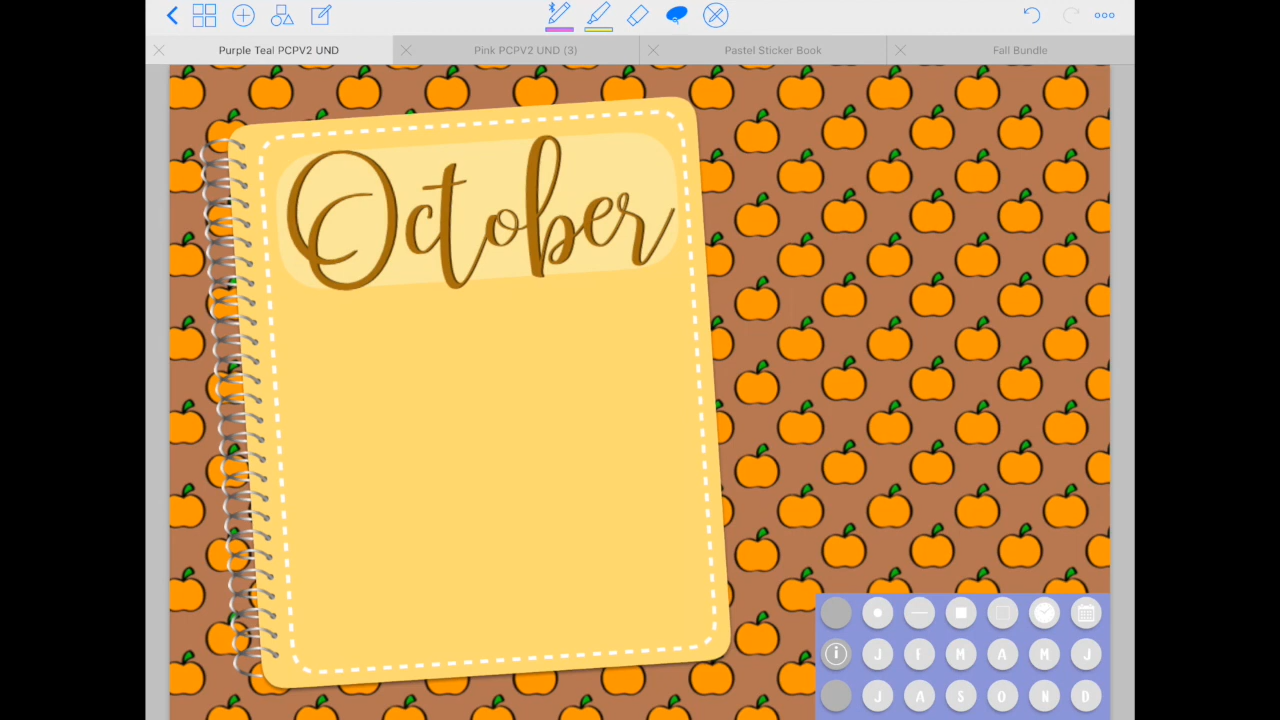 Purple Teal PCPV2 UND
Pink PCPV2 UND (3)
Pastel Sticker Book
Fall Bundle
October
i J F M A M J
J A S O N D